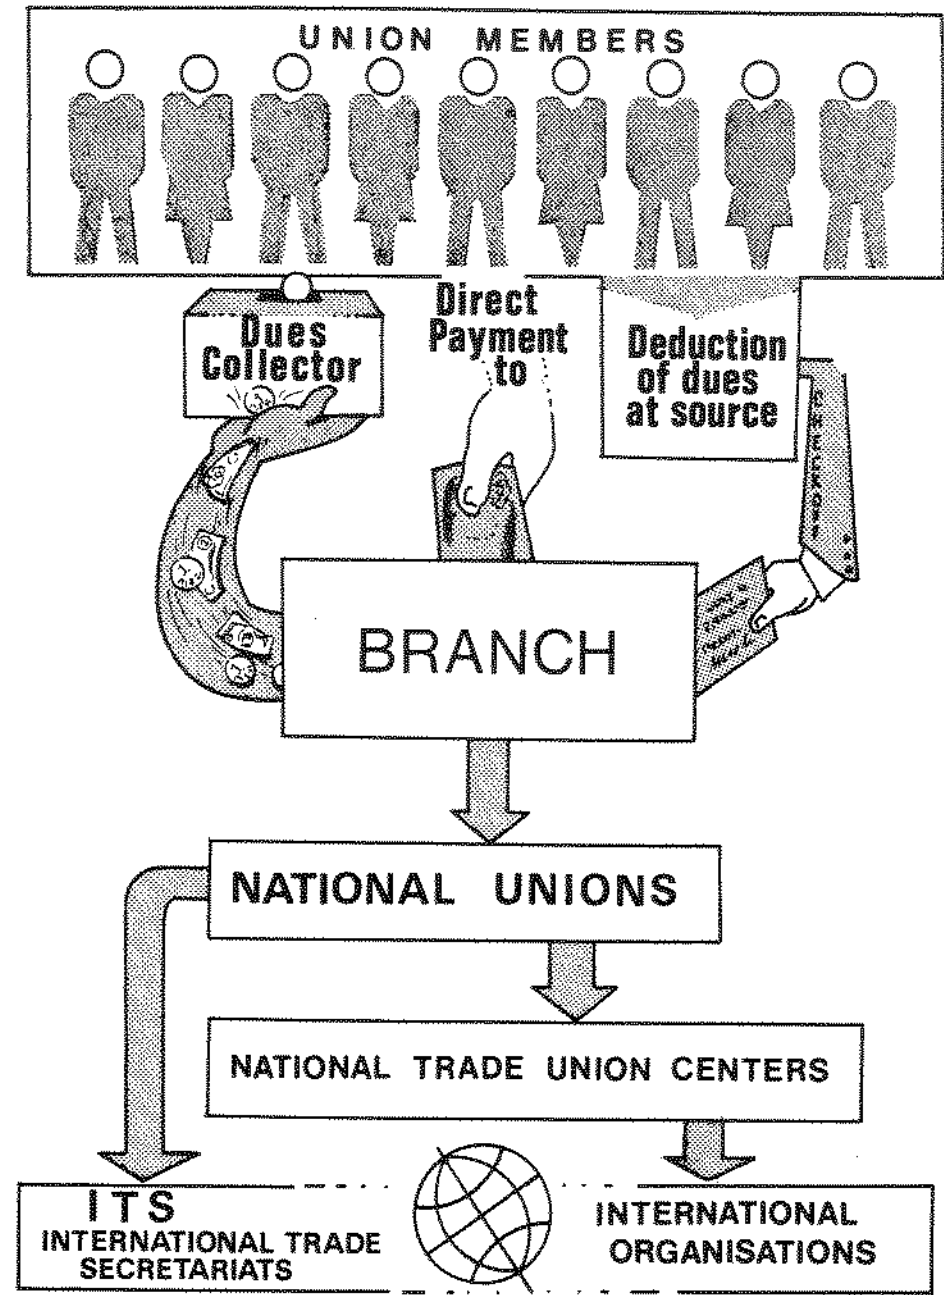 UNION MEMBERS
Dues
Collector
Direct
Payment
to
Deduction
of dues
at source
BRANCH
NATIONAL UNIONS
NATIONAL TRADE UNION CENTERS
ITS
INTERNATIONAL TRADE
SECRETARIATS
INTERNATIONAL
ORGANISATIONS